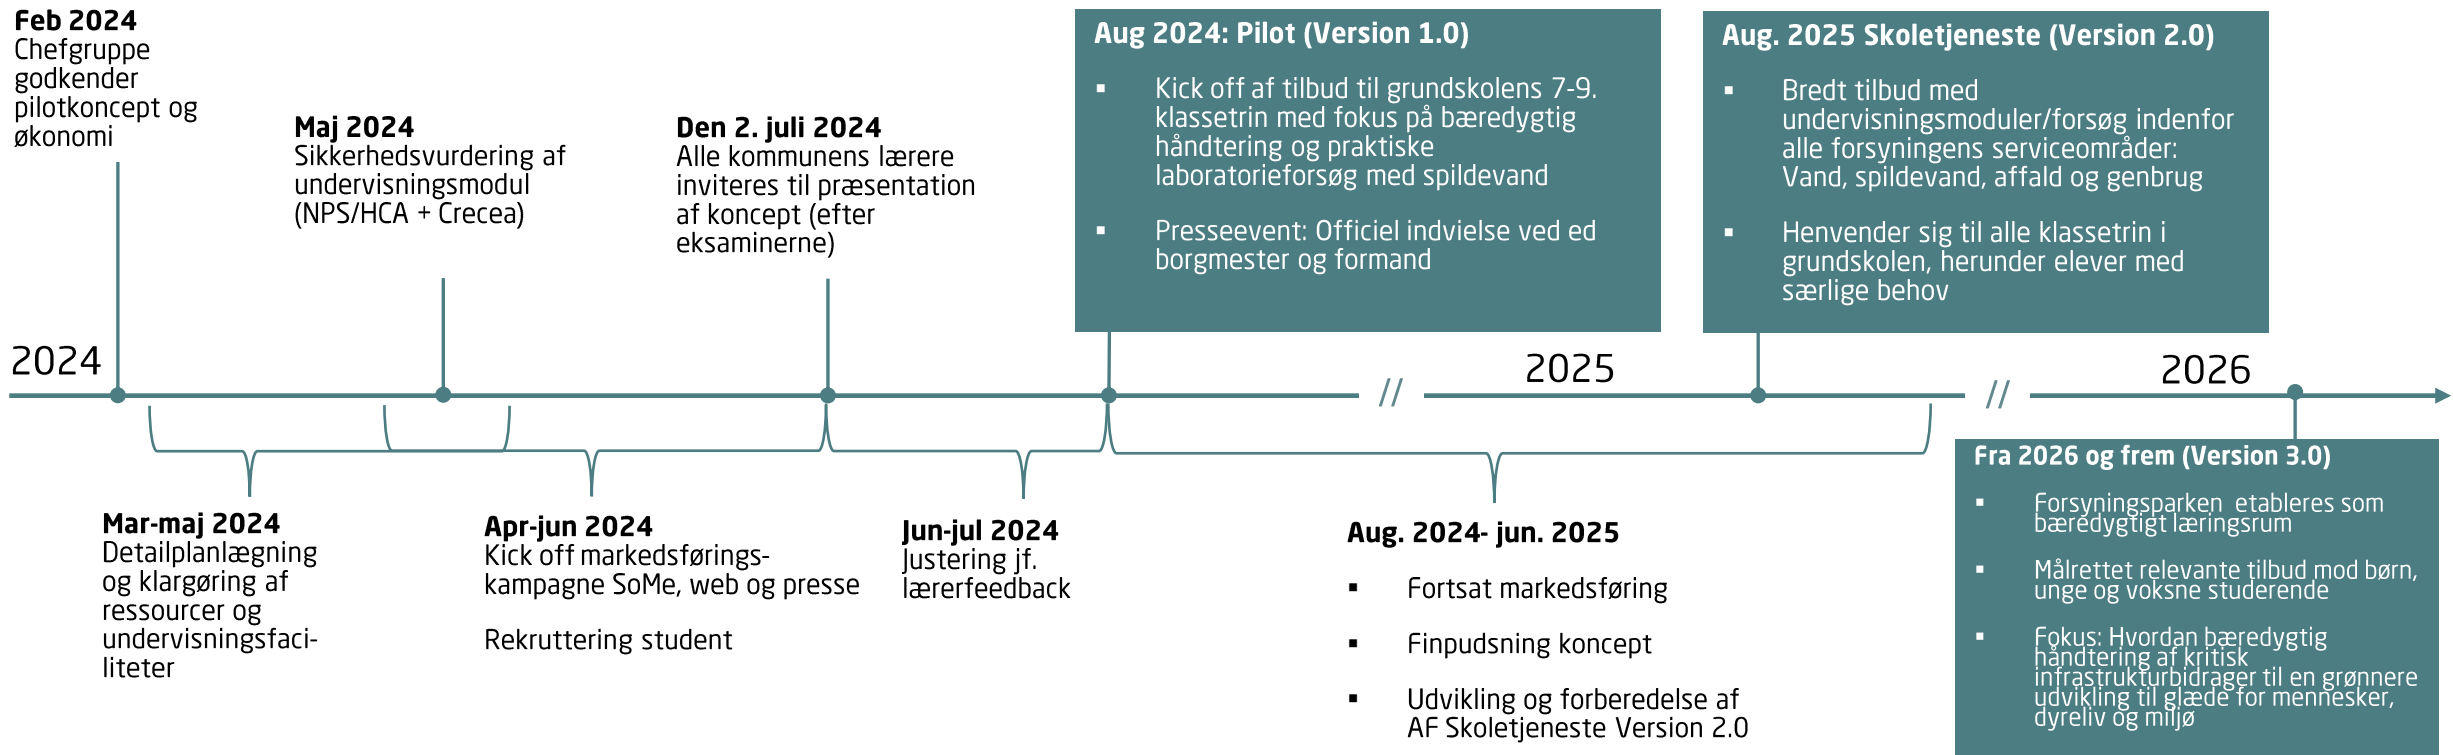 Feb 2024
Chefgruppe
godkender
pilotkoncept og
økonomi
Maj 2024
Sikkerhedsvurdering af
undervisningsmodul
(NPS/HCA + Crecea)
Den 2. juli 2024
Alle kommunens lærere
inviteres til præsentation
af koncept (efter
eksaminerne)
Aug 2024: Pilot (Version 1.0)
▪ Kick off af tilbud til grundskolens 7-9.
klassetrin med fokus på bæredygtig
håndtering og praktiske
laboratorieforsøg med spildevand
▪ Presseevent: Officiel indvielse ved ed
borgmester og formand
Aug. 2025 Skoletjeneste (Version 2.0)
▪ Bredt tilbud med
undervisningsmoduler/forsøg indenfor
alle forsyningens serviceområder:
Vand, spildevand, affald og genbrug
▪ Henvender sig til alle klassetrin i
grundskolen, herunder elever med
særlige behov
2024
//
2025
//
2026
Mar-maj 2024
Detailplanlægning
og klargøring af
ressourcer og
undervisningsfaci-
liteter
Apr-jun 2024
Kick off markedsførings-
kampagne SoMe, web og presse
Rekruttering student
Jun-jul 2024
Justering jf.
lærerfeedback
Aug. 2024- jun. 2025
▪ Fortsat markedsføring
▪ Finpudsning koncept
▪ Udvikling og forberedelse af
AF Skoletjeneste Version 2.0
Fra 2026 og frem (Version 3.0)
▪ Forsyningsparken etableres som
bæredygtigt læringsrum
▪ Målrettet relevante tilbud mod børn,
unge og voksne studerende
▪ Fokus: Hvordan bæredygtig
håndtering af kritisk
infrastrukturbidrager til en grønnere
udvikling til glæde for mennesker,
dyreliv og miljø